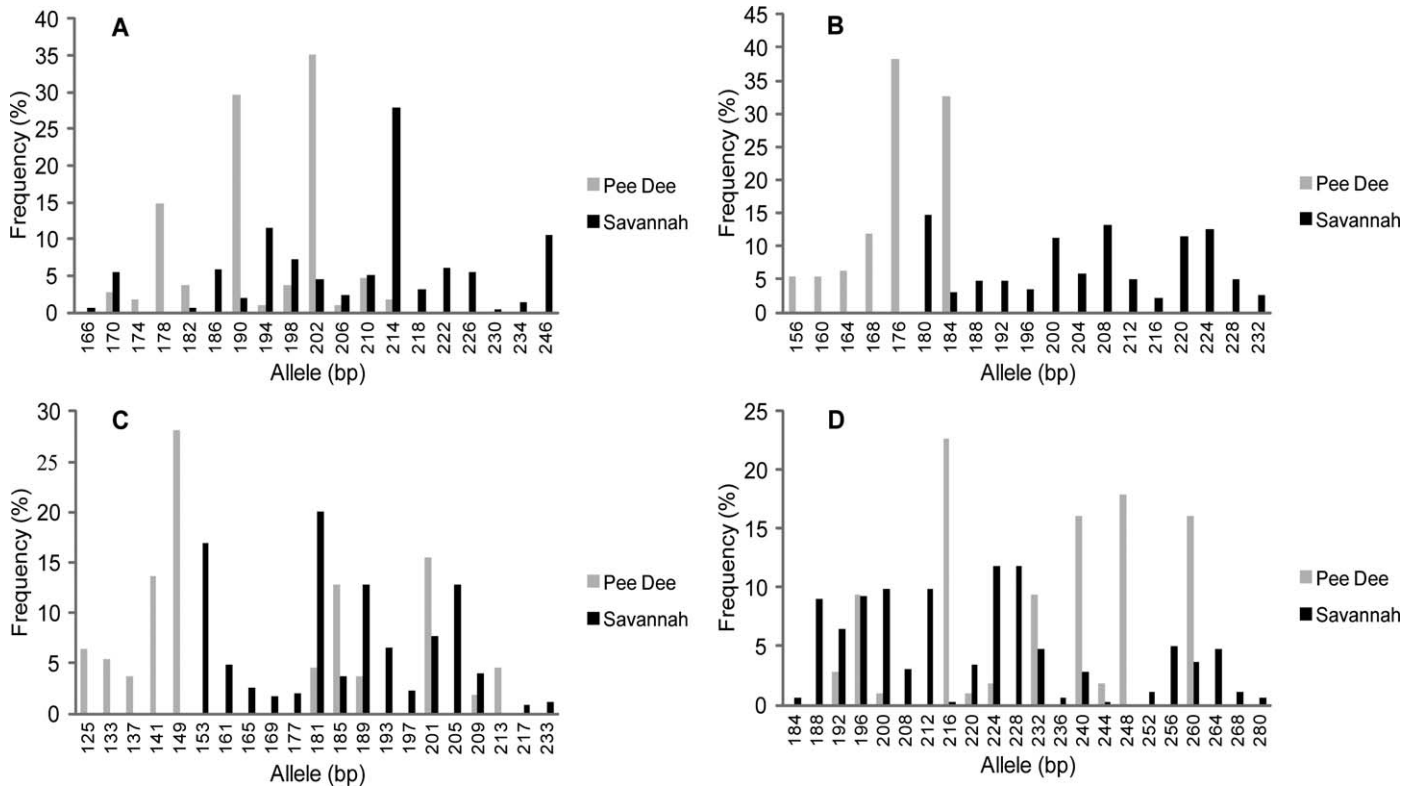 A
Frequency (%)
40
35
30
25
20
15
10
5
0
166 170 174 178 182 186 190 194 198 202 206 210 214 218 222 226 230 234 246
Allele (bp)
Pee Dee
Savannah
B
Frequency (%)
45
40
35
30
25
20
15
10
5
0
156 160 164 168 176 180 184 188 192 196 200 204 208 212 216 220 224 228 232
Allele (bp)
Pee Dee
Savannah
C
Frequency (%)
30
25
20
15
10
5
0
125 133 137 141 149 153 161 165 169 177 181 185 189 193 197 201 205 209 213 217 233
Allele (bp)
Pee Dee
Savannah
D
Frequency (%)
25
20
15
10
5
0
184 188 192 196 200 208 212 216 220 224 228 232 236 240 244 248 252 256 260 264 268 280
Allele (bp)
Pee Dee
Savannah